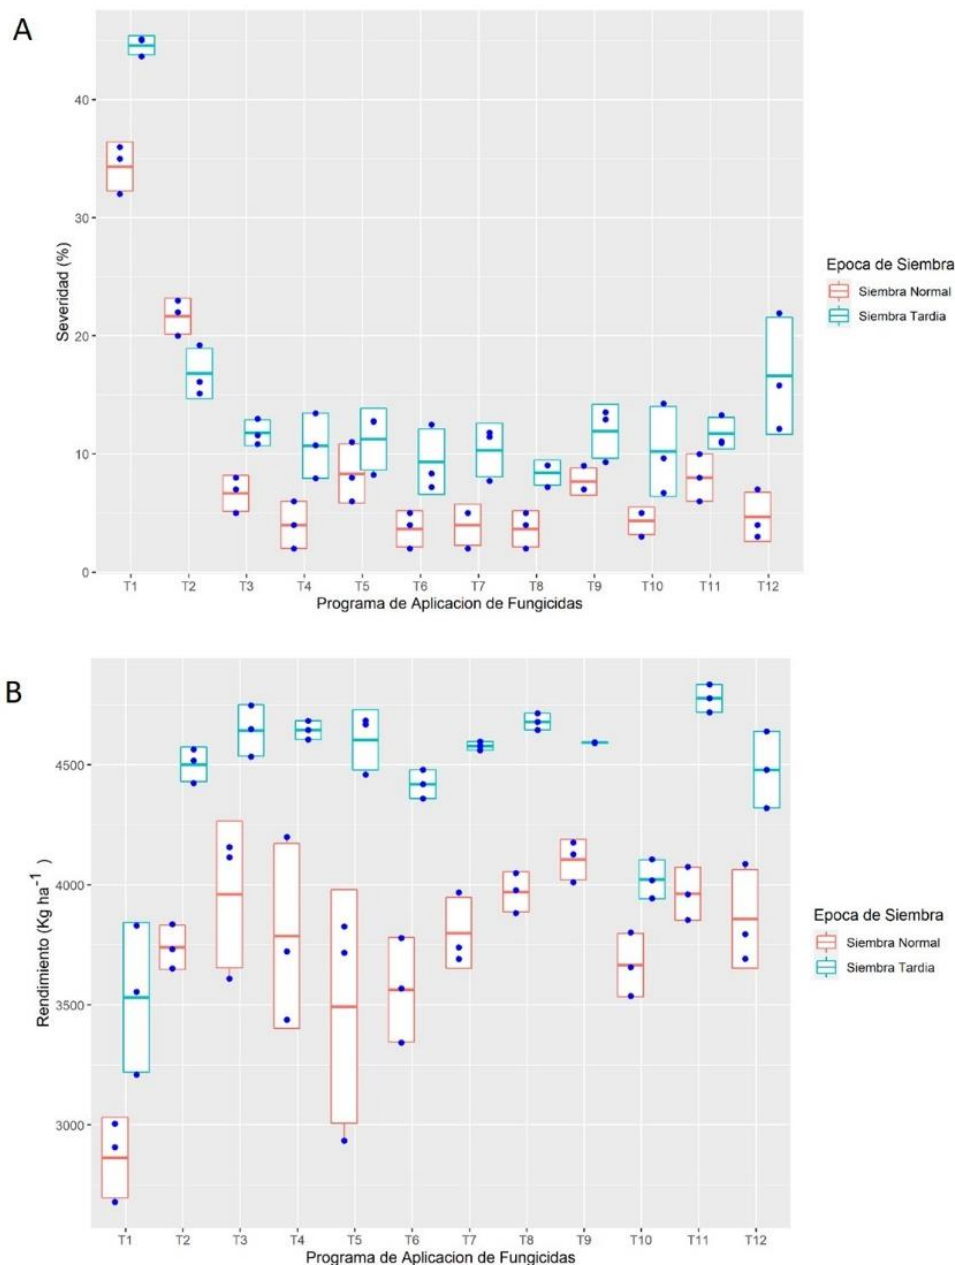 A
40
30
20
10
0
Severidad (%)
T1 T2 T3 T4 T5 T6 T7 T8 T9 T10 T11 T12
Programa de Aplicacion de Fungicidas
Epoca de Siembra
Siembra Normal
Siembra Tardia
B
4500
4000
3500
3000
Rendimiento (Kg ha⁻¹ )
T1 T2 T3 T4 T5 T6 T7 T8 T9 T10 T11 T12
Programa de Aplicacion de Fungicidas
Epoca de Siembra
Siembra Normal
Siembra Tardia